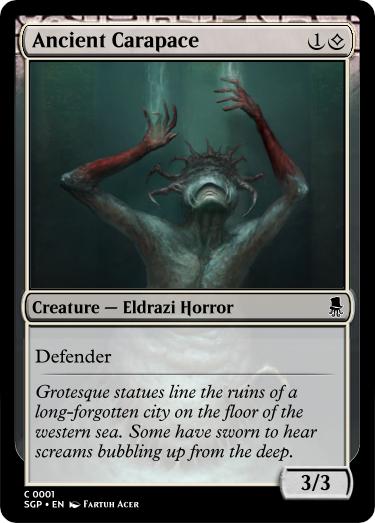 Ancient Carapace 1
Creature — Eldrazi Horror
Defender
Grotesque statues line the ruins of a
long-forgotten city on the floor of the
western sea. Some have sworn to hear
screams bubbling up from the deep.
3/3
C 0001
SGP • EN Fartuh Acer